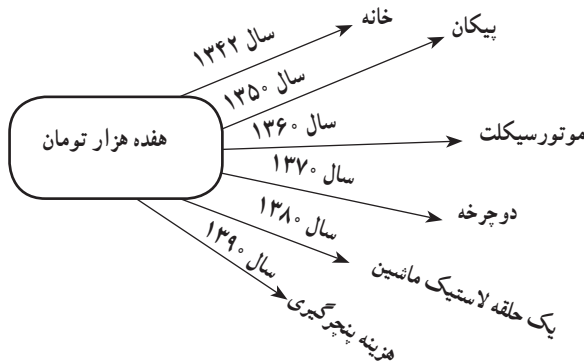 هفده هزار تومان
سال ۱۳۴۲
خانه
سال ۱۳۵۰
پیکان
سال ۱۳۶۰
موتورسیکلت
سال ۱۳۷۰
دوچرخه
سال ۱۳۸۰
یک حلقه لاستیک ماشین
سال ۱۳۹۰
هزینه پنچرگیری